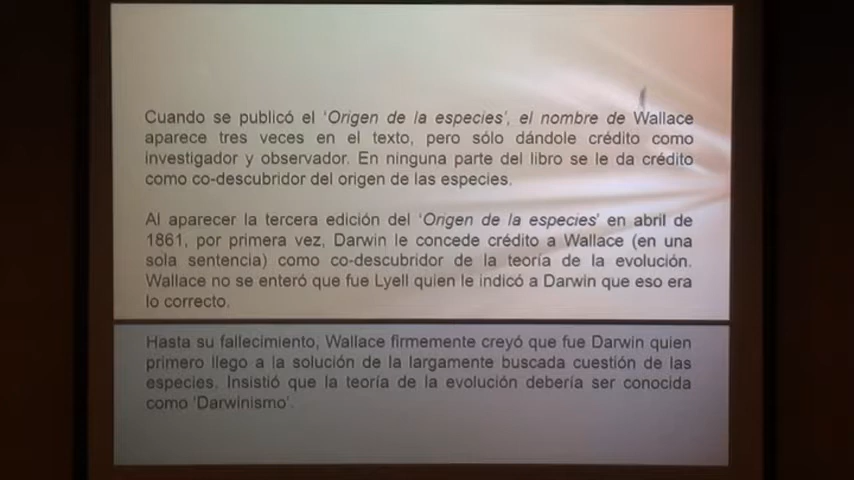 Cuando se publicó el ‘Origen de la especies’, el nombre de Wallace
aparece tres veces en el texto, pero sólo dándole crédito como
investigador y observador. En ninguna parte del libro se le da crédito
como co-descubridor del origen de las especies.
Al aparecer la tercera edición del ‘Origen de la especies’ en abril de
1861, por primera vez, Darwin le concede crédito a Wallace (en una
sola sentencia) como co-descubridor de la teoría de la evolución.
Wallace no se enteró que fue Lyell quien le indicó a Darwin que eso era
lo correcto.
Hasta su fallecimiento, Wallace firmemente creyó que fue Darwin quien
primero llego a la solución de la largamente buscada cuestión de las
especies. Insistió que la teoría de la evolución debería ser conocida
como ‘Darwinismo’.